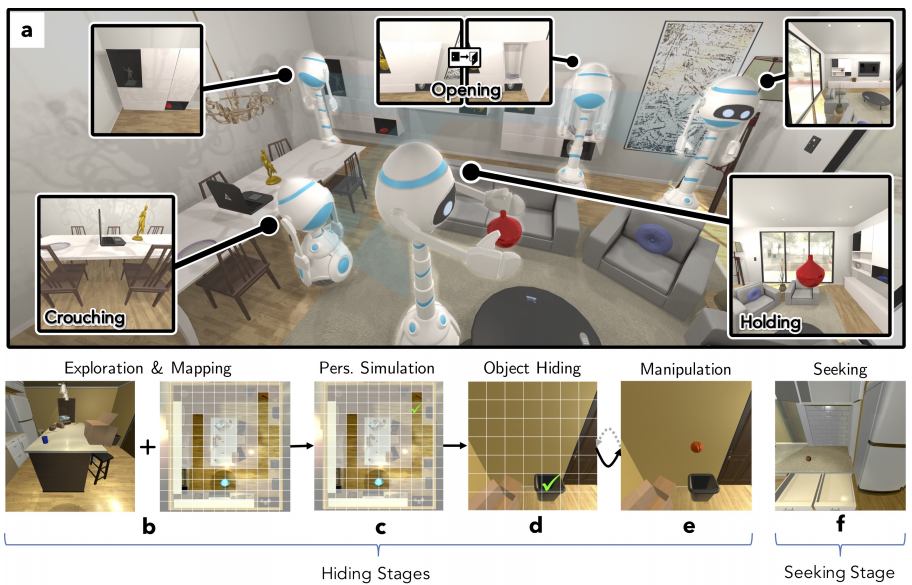 a
Opening
Crouching
Holding
Exploration & Mapping
Pers. Simulation
Object Hiding
Manipulation
Seeking
+
b
c
d
e
f
Hiding Stages
Seeking Stage